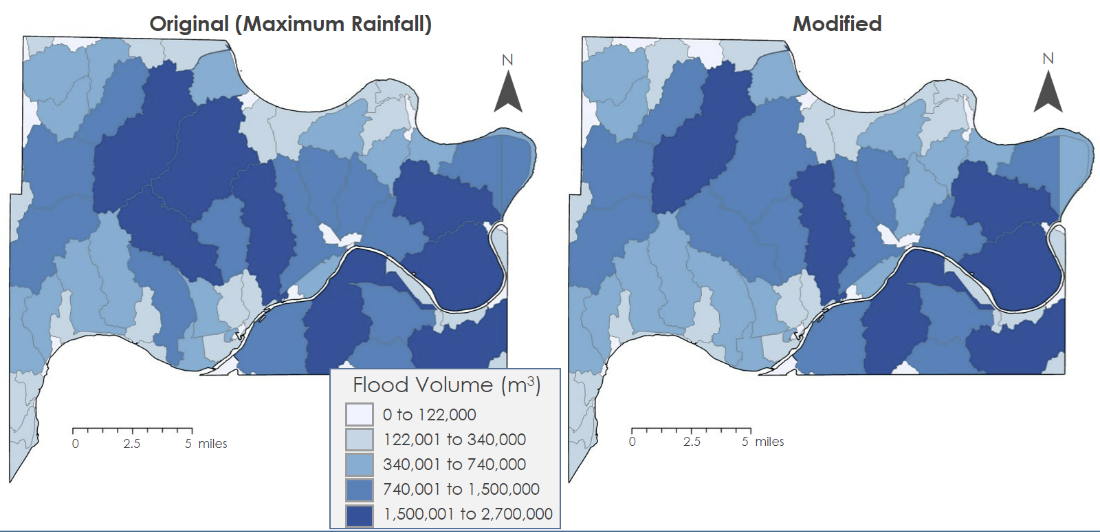 Original (Maximum Rainfall)
Modified
N
N
0 2.5 5 miles
0 2.5 5 miles
Flood Volume (m³)
0 to 122,000
122,001 to 340,000
340,001 to 740,000
740,001 to 1,500,000
1,500,001 to 2,700,000